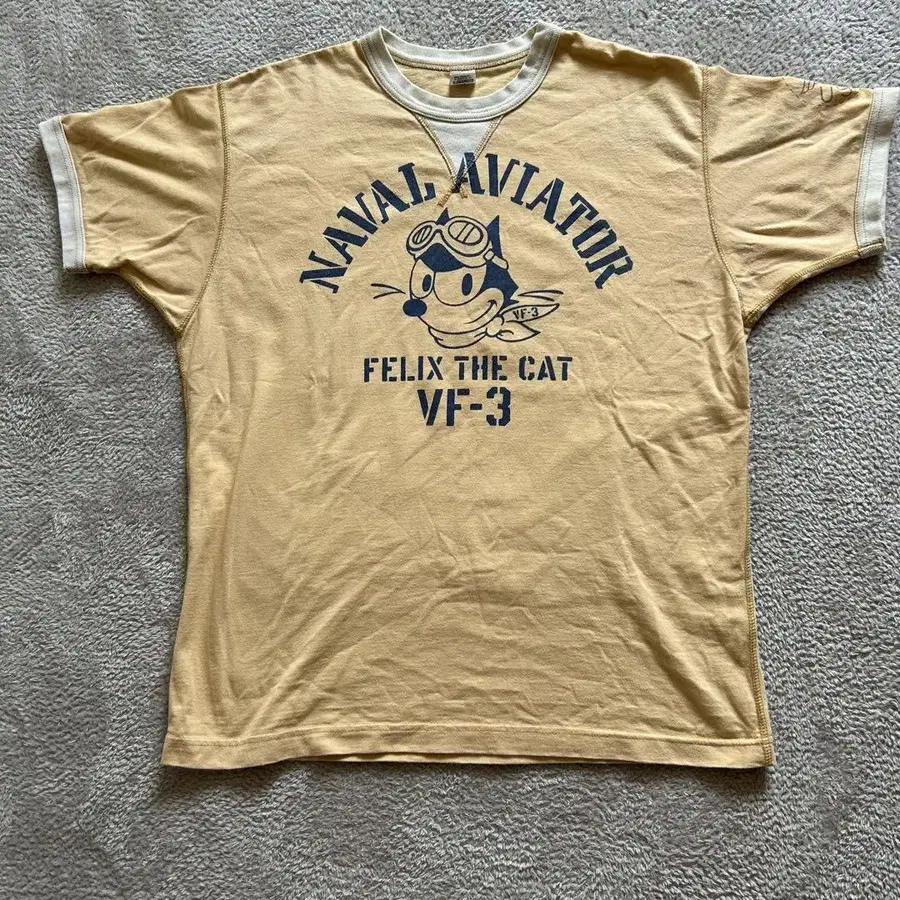 NAVAL AVIATOR
VF-3
FELIX THE CAT
VF-3